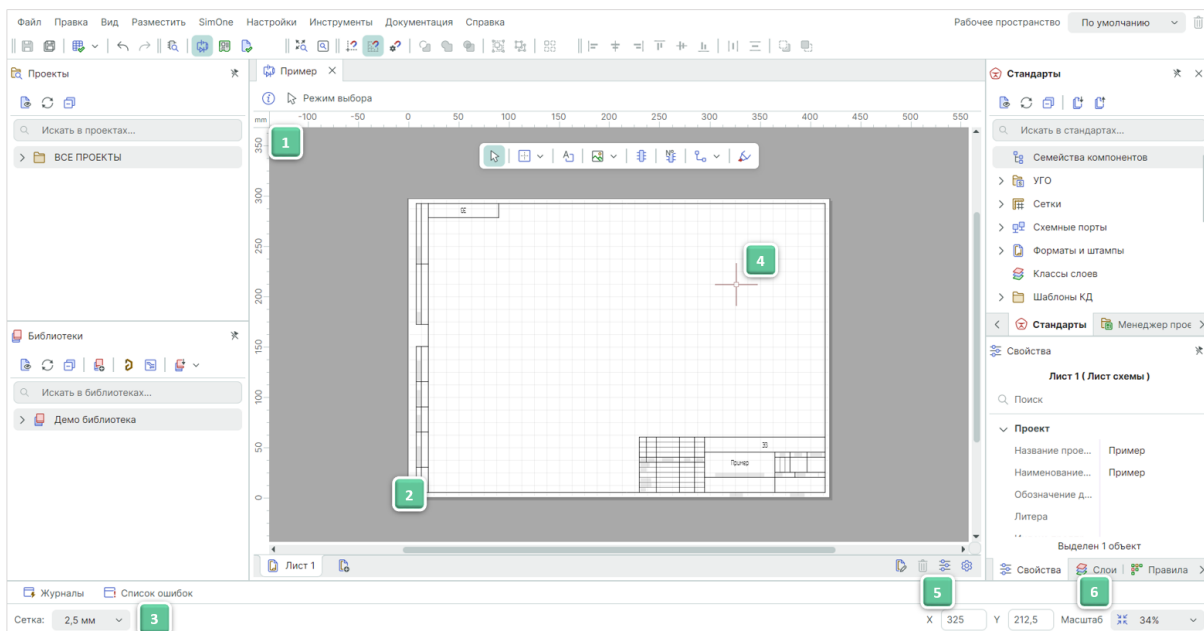 Файл Правка Вид Разместить SimOne Настройки Инструменты Документация Справка Рабочее пространство По умолчанию
Проекты
Искать в проектах...
ВСЕ ПРОЕКТЫ
Библиотеки
Искать в библиотеках...
Демо библиотека
Пример
Режим выбора
mm -100 -50 0 50 100 150 200 250 300 350 400 450 500 550
350
300
250
200
150
100
50
0
1
2
4
Пример
Лист 1
Стандарты
Искать в стандартах...
Семейства компонентов
УГО
Сетки
Схемные порты
Форматы и штампы
Классы слоев
Шаблоны КД
Стандарты Менеджер прое
Свойства
Лист 1 ( Лист схемы )
Поиск
Проект
Название прое... Пример
Наименование... Пример
Обозначение д...
Литера
Выделен 1 объект
Свойства Слои Правила
Журналы Список ошибок
5
6
Сетка: 2,5 мм 3 X 325 Y 212,5 Масштаб 34%